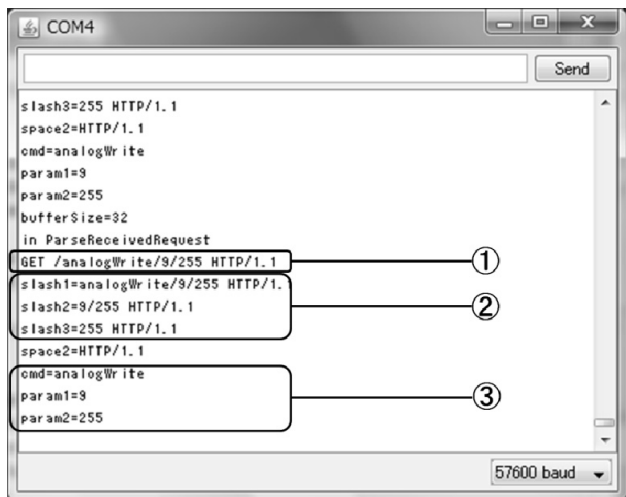 COM4
Send
slash3=255 HTTP/1.1
space2=HTTP/1.1
cmd=analogWrite
param1=9
param2=255
bufferSize=32
in ParseReceivedRequest
GET /analogWrite/9/255 HTTP/1.1
①
slash1=analogWrite/9/255 HTTP/1.
slash2=9/255 HTTP/1.1
②
slash3=255 HTTP/1.1
space2=HTTP/1.1
cmd=analogWrite
param1=9
③
param2=255
57600 baud